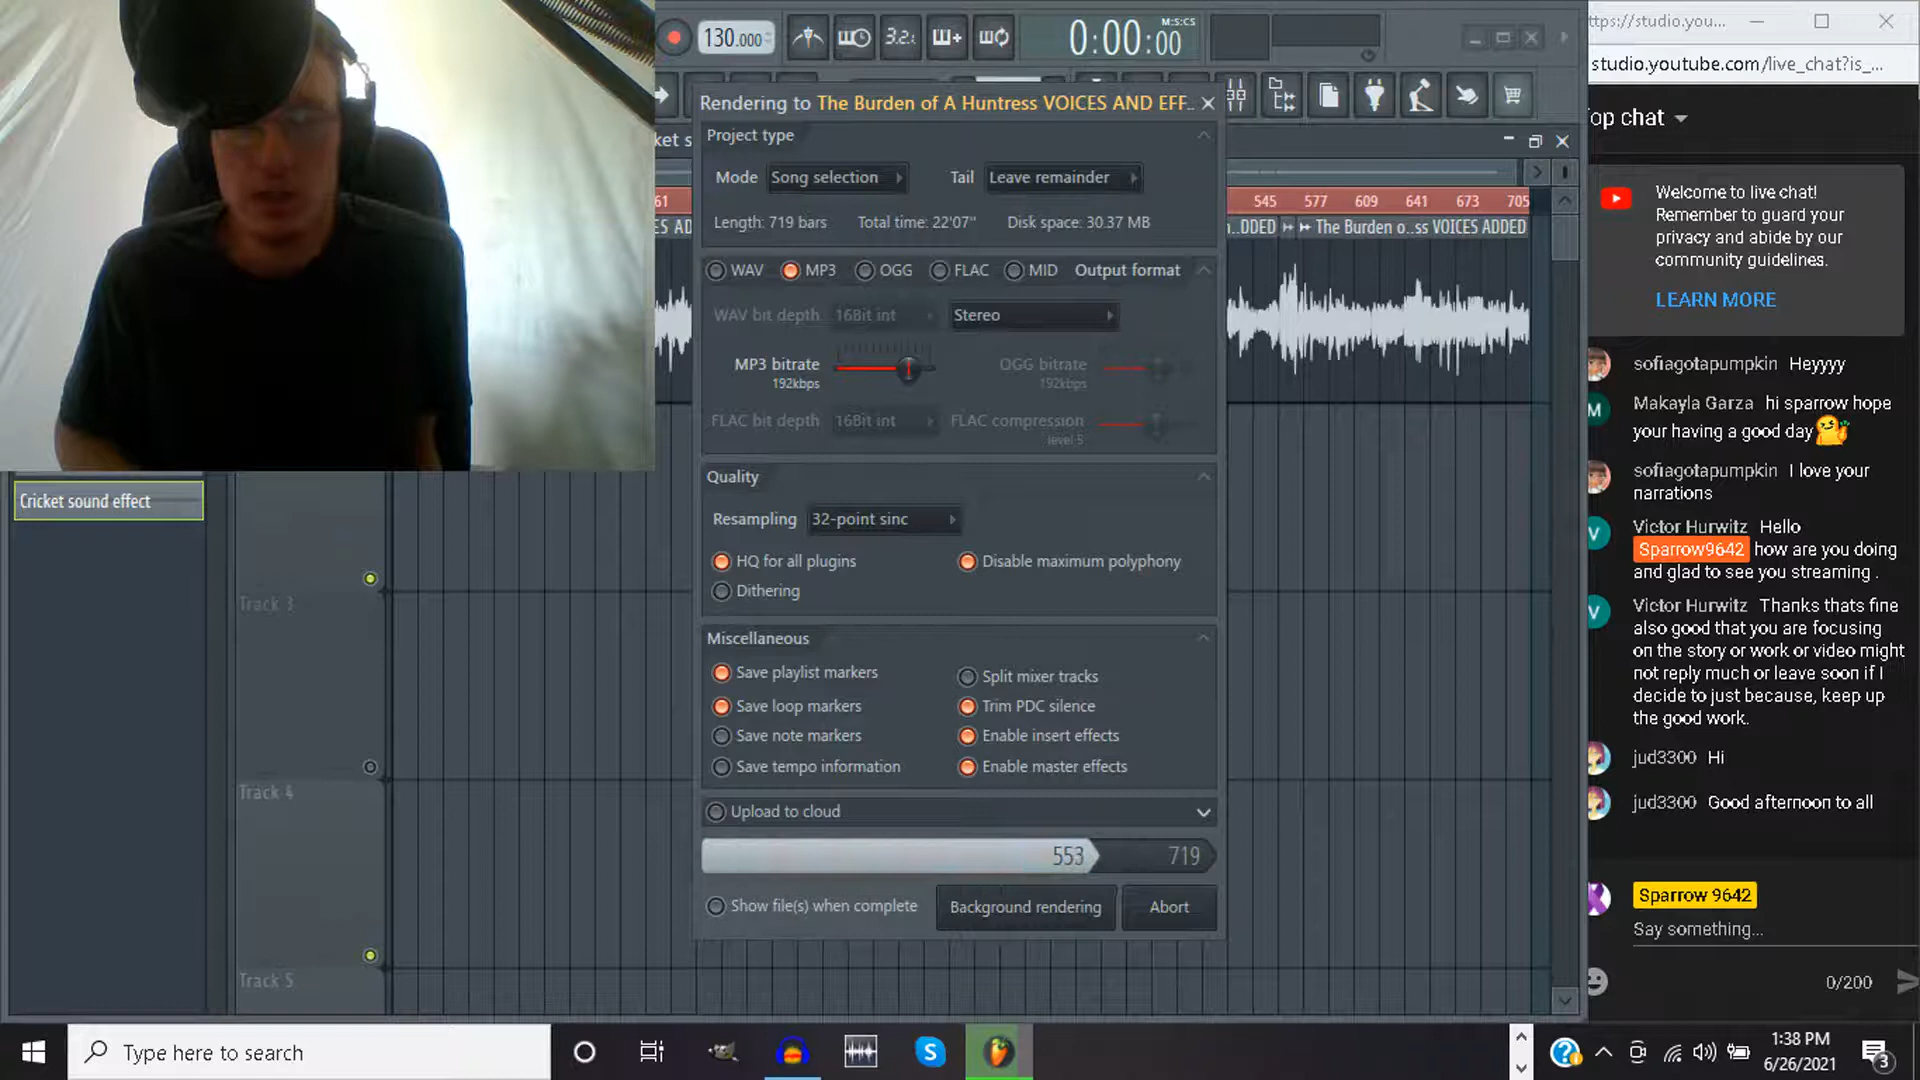 130.000
3.2.
0:00:00
M:S:CS
ttps://studio.you...
studio.youtube.com/live_chat?is_...
Rendering to The Burden of A Huntress VOICES AND EFF..
Project type
Mode Song selection Tail Leave remainder
Length: 719 bars Total time: 22'07" Disk space: 30.37 MB
WAV MP3 OGG FLAC MID Output format
WAV bit depth 16Bit int Stereo
MP3 bitrate
192kbps
OGG bitrate
192kbps
FLAC bit depth 16Bit int FLAC compression
level 5
Quality
Resampling 32-point sinc
HQ for all plugins Disable maximum polyphony
Dithering
Miscellaneous
Save playlist markers Split mixer tracks
Save loop markers Trim PDC silence
Save note markers Enable insert effects
Save tempo information Enable master effects
Upload to cloud
553 719
Show file(s) when complete Background rendering Abort
ket s
61 545 577 609 641 673 705
ES AD n..DDED The Burden o..ss VOICES ADDED
Cricket sound effect
Track 3
Track 4
Track 5
op chat
Welcome to live chat!
Remember to guard your
privacy and abide by our
community guidelines.
LEARN MORE
sofiagotapumpkin Heyyyy
M
Makayla Garza hi sparrow hope
your having a good day
sofiagotapumpkin I love your
narrations
V
Victor Hurwitz Hello
Sparrow9642 how are you doing
and glad to see you streaming .
V
Victor Hurwitz Thanks thats fine
also good that you are focusing
on the story or work or video might
not reply much or leave soon if I
decide to just because, keep up
the good work.
jud3300 Hi
jud3300 Good afternoon to all
Sparrow 9642
Say something...
0/200
Type here to search
1:38 PM
6/26/2021
3